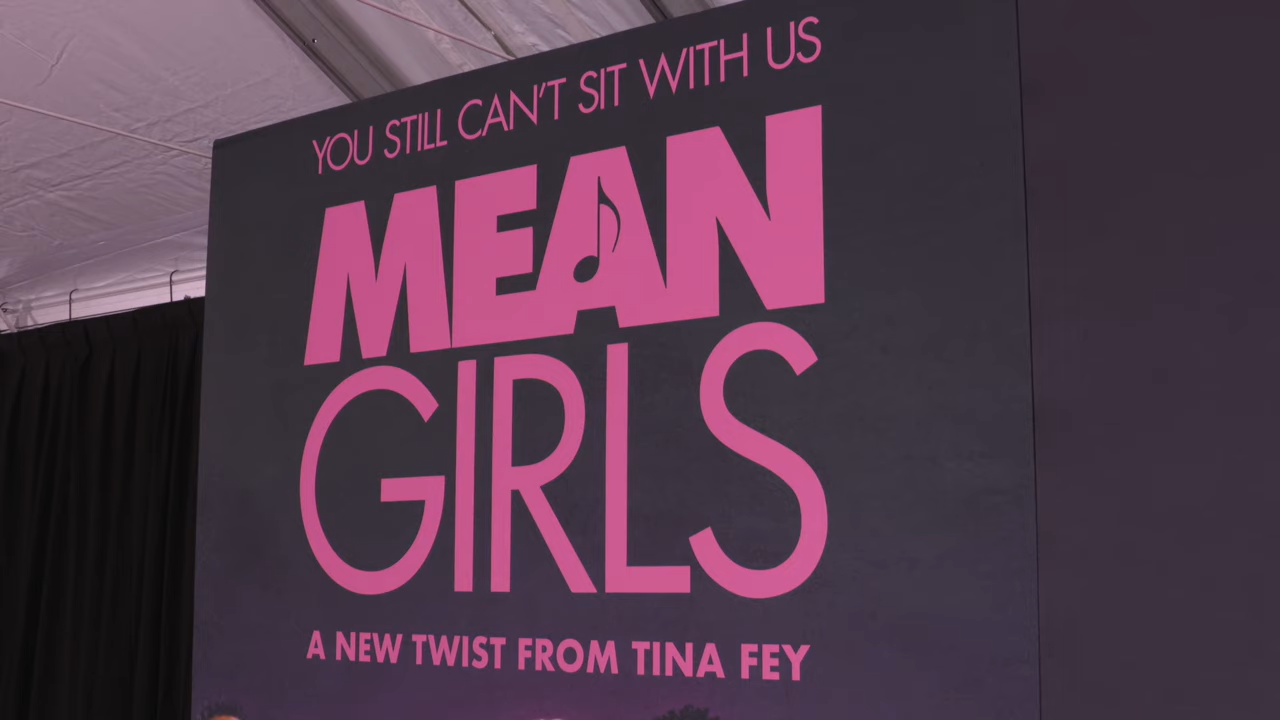 YOU STILL CAN'T SIT WITH US
MEAN
GIRLS
A NEW TWIST FROM TINA FEY